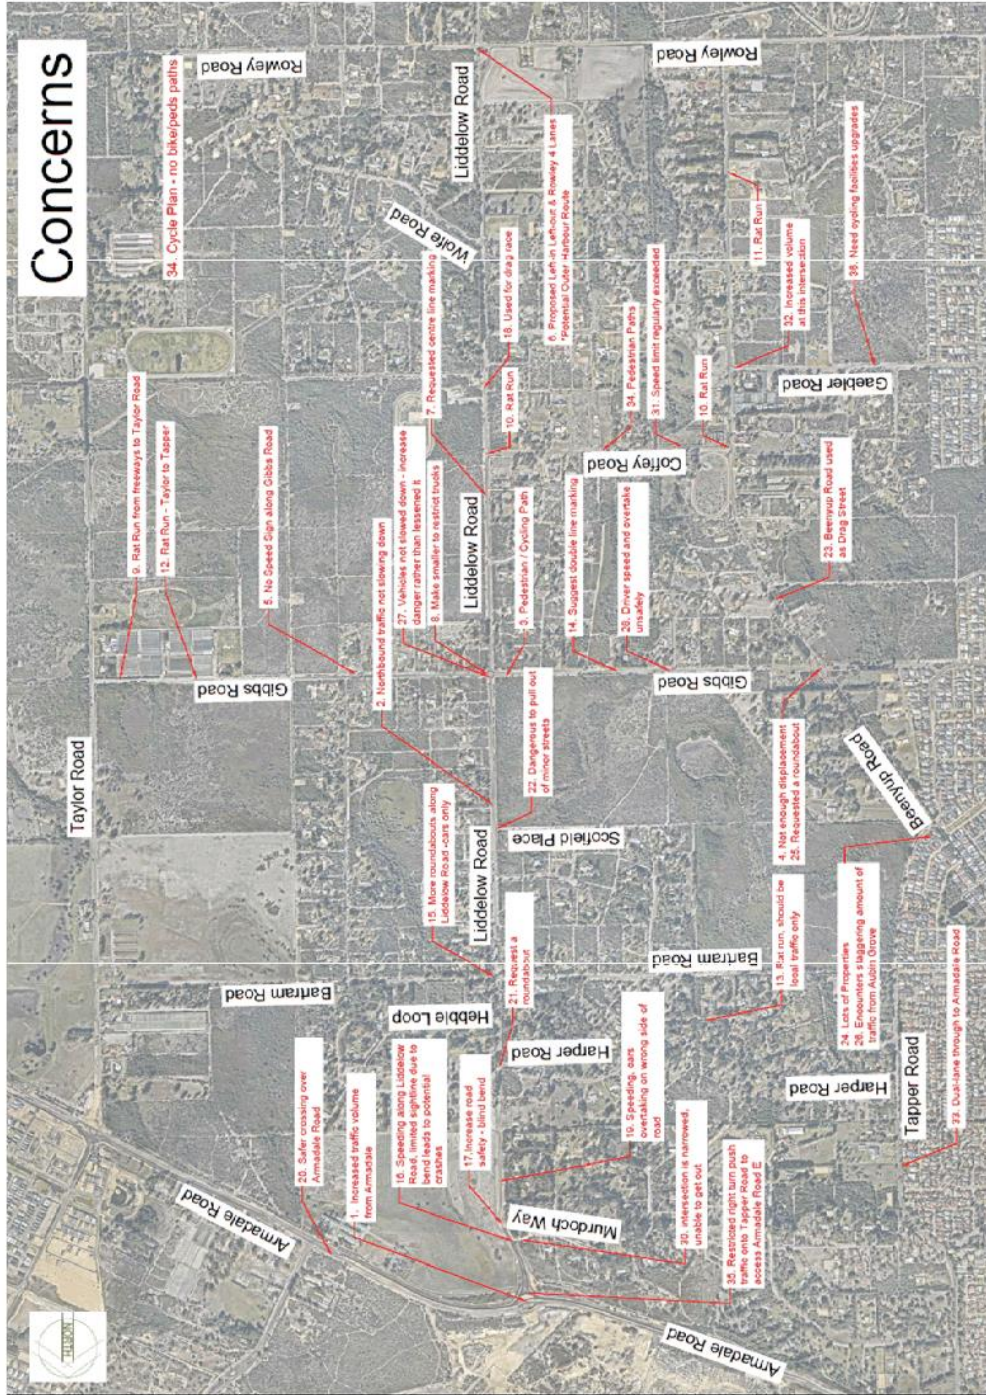 Concerns
34. Cycle Plan - no bike/peds paths
Rowley Road
Liddelow Road
Rowley Road
Wolfe Road
6. Proposed Left-in Left-out & Rowley 4 Lanes
*Potential Outer Harbour Route
11. Rat Run
32. Increased volume
at this intersection
38. Need cycling facilities upgrades
Gaebler Road
18. Used for drag race
7. Requested centre line marking
10. Rat Run
34. Pedestrian Paths
31. Speed limit regularly exceeded
Coffey Road
10. Rat Run
9. Rat Run from freeways to Taylor Road
12. Rat Run - Taylor to Tapper
5. No Speed Sign along Gibbs Road
2. Northbound traffic not slowing down
27. Vehicles not slowed down - increase
danger rather than lessened it
8. Make smaller to restrict trucks
Liddelow Road
3. Pedestrian / Cycling Path
14. Suggest double line marking
28. Driver speed and overtake
unsafely
23. Beenyup Road used
as Drag Street
Gibbs Road
Gibbs Road
Taylor Road
22. Dangerous to pull out
of minor streets
4. Not enough displacement
25. Requested a roundabout
Beenyup Road
15. More roundabouts along
Liddelow Road -cars only
Liddelow Road
Scofield Place
24. Lots of Properties
26. Encounters staggering amount of
traffic from Aubin Grove
13. Rat run, should be
local traffic only
Bartram Road
Bartram Road
Hebble Loop
21. Request a
roundabout
Harper Road
Harper Road
Tapper Road
33. Dual-lane through to Armadale Road
20. Safer crossing over
Armadale Road
1. Increased traffic volume
from Armadale
16. Speeding along Liddelow
Road, limited sightline due to
bend leads to potential
crashes
17. Increase road
safety - blind bend
19. Speeding, cars
overtaking on wrong side of
road
30. Intersection is narrowed,
unable to get out
35. Restricted right turn push
traffic onto Tapper Road to
access Armadale Road E
Murdoch Way
Armadale Road
Armadale Road
NORTH